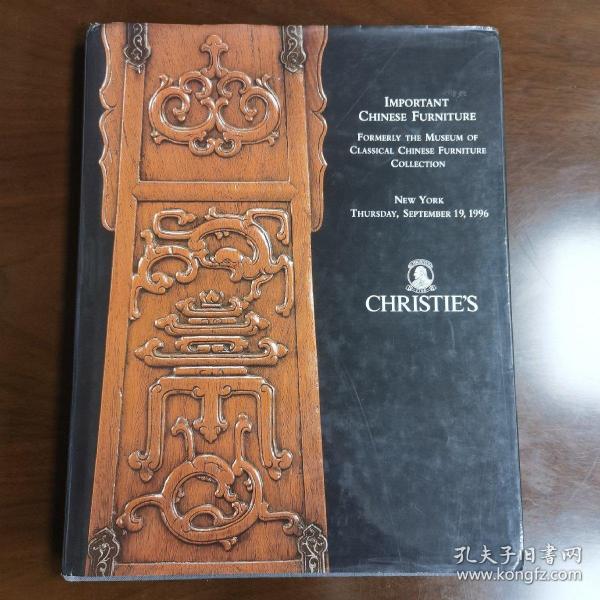 IMPORTANT
CHINESE FURNITURE
FORMERLY THE MUSEUM OF
CLASSICAL CHINESE FURNITURE
COLLECTION
NEW YORK
THURSDAY, SEPTEMBER 19, 1996
CHRISTIE'S
孔夫子旧書网
www.kongfz.com